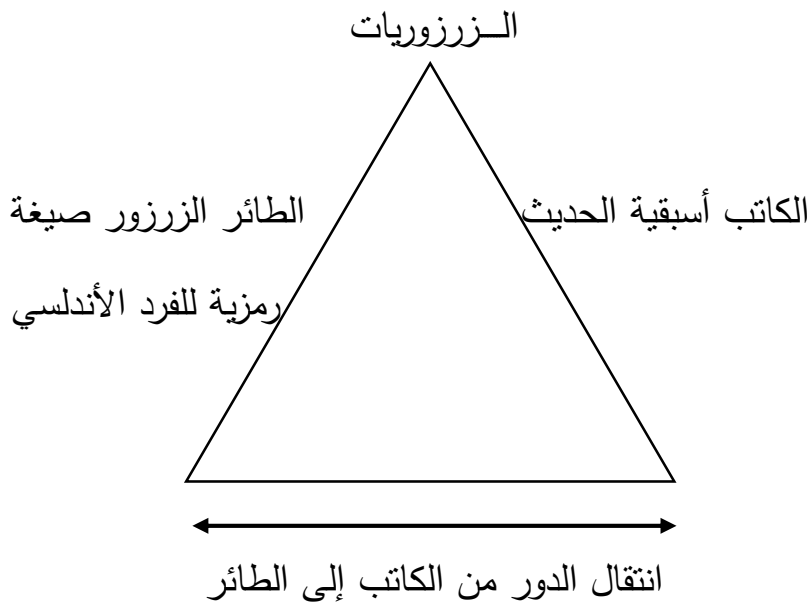 الــزرزوريات
الكاتب أسبقية الحديث
الطائر الزرزور صيغة
رمزية للفرد الأندلسي
انتقال الدور من الكاتب إلى الطائر